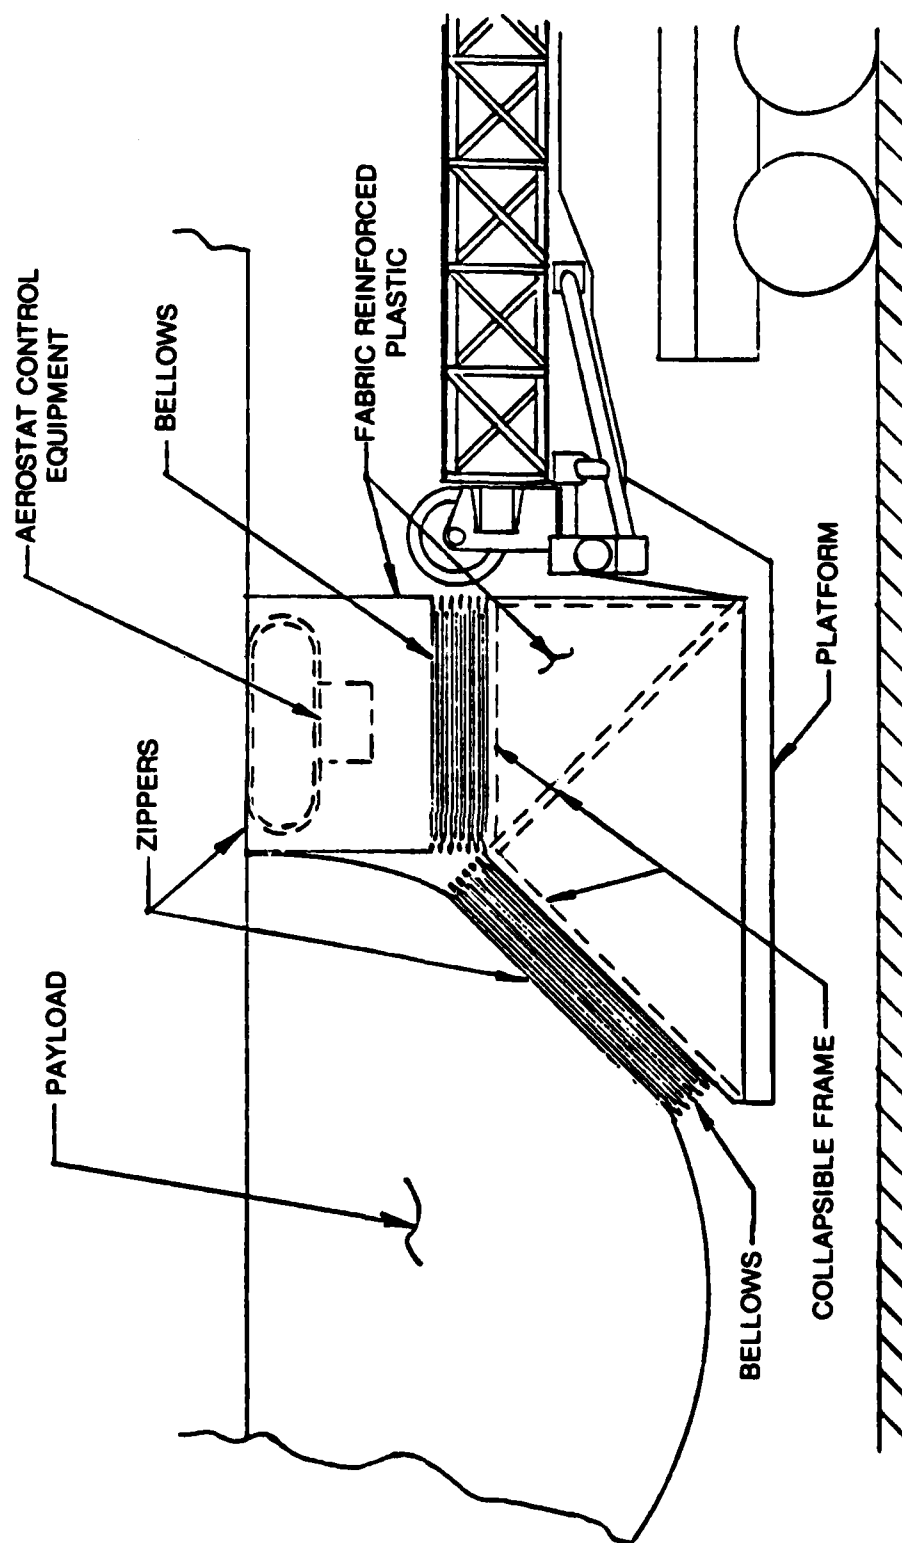 AEROSTAT CONTROL
EQUIPMENT
PAYLOAD
ZIPPERS
BELLOWS
FABRIC REINFORCED
PLASTIC
BELLOWS
COLLAPSIBLE FRAME
PLATFORM